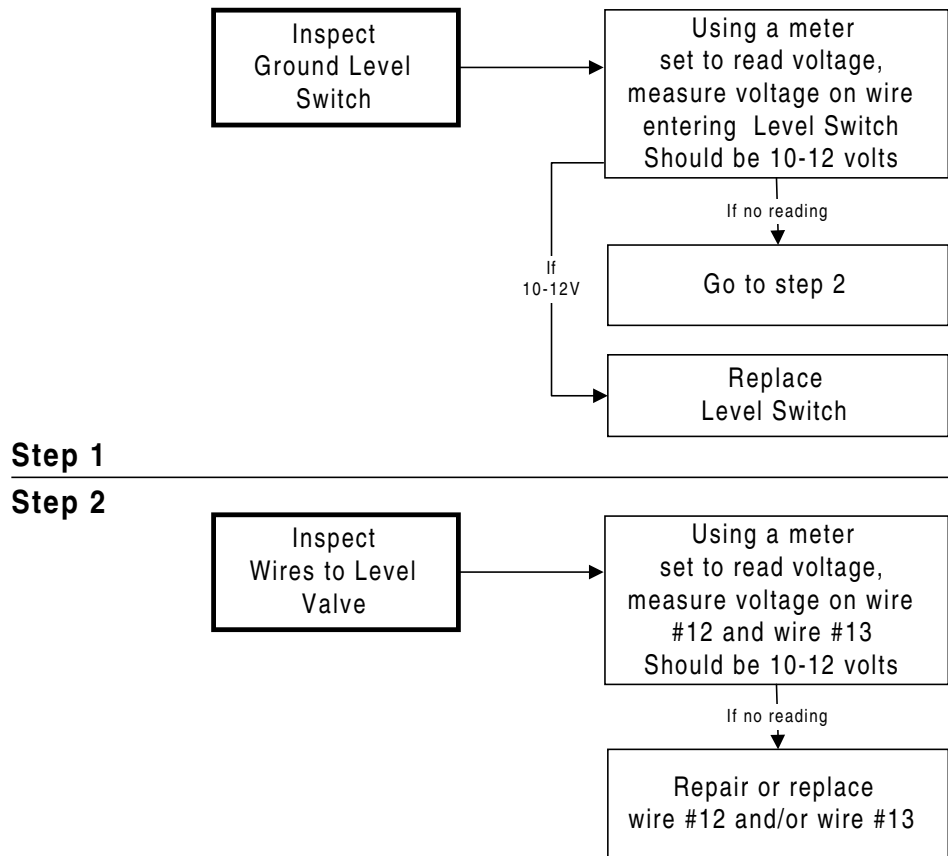 Inspect
Ground Level
Switch
Using a meter
set to read voltage,
measure voltage on wire
entering Level Switch
Should be 10-12 volts
If no reading
If
10-12V
Go to step 2
Replace
Level Switch
Step 1
Step 2
Inspect
Wires to Level
Valve
Using a meter
set to read voltage,
measure voltage on wire
#12 and wire #13
Should be 10-12 volts
If no reading
Repair or replace
wire #12 and/or wire #13